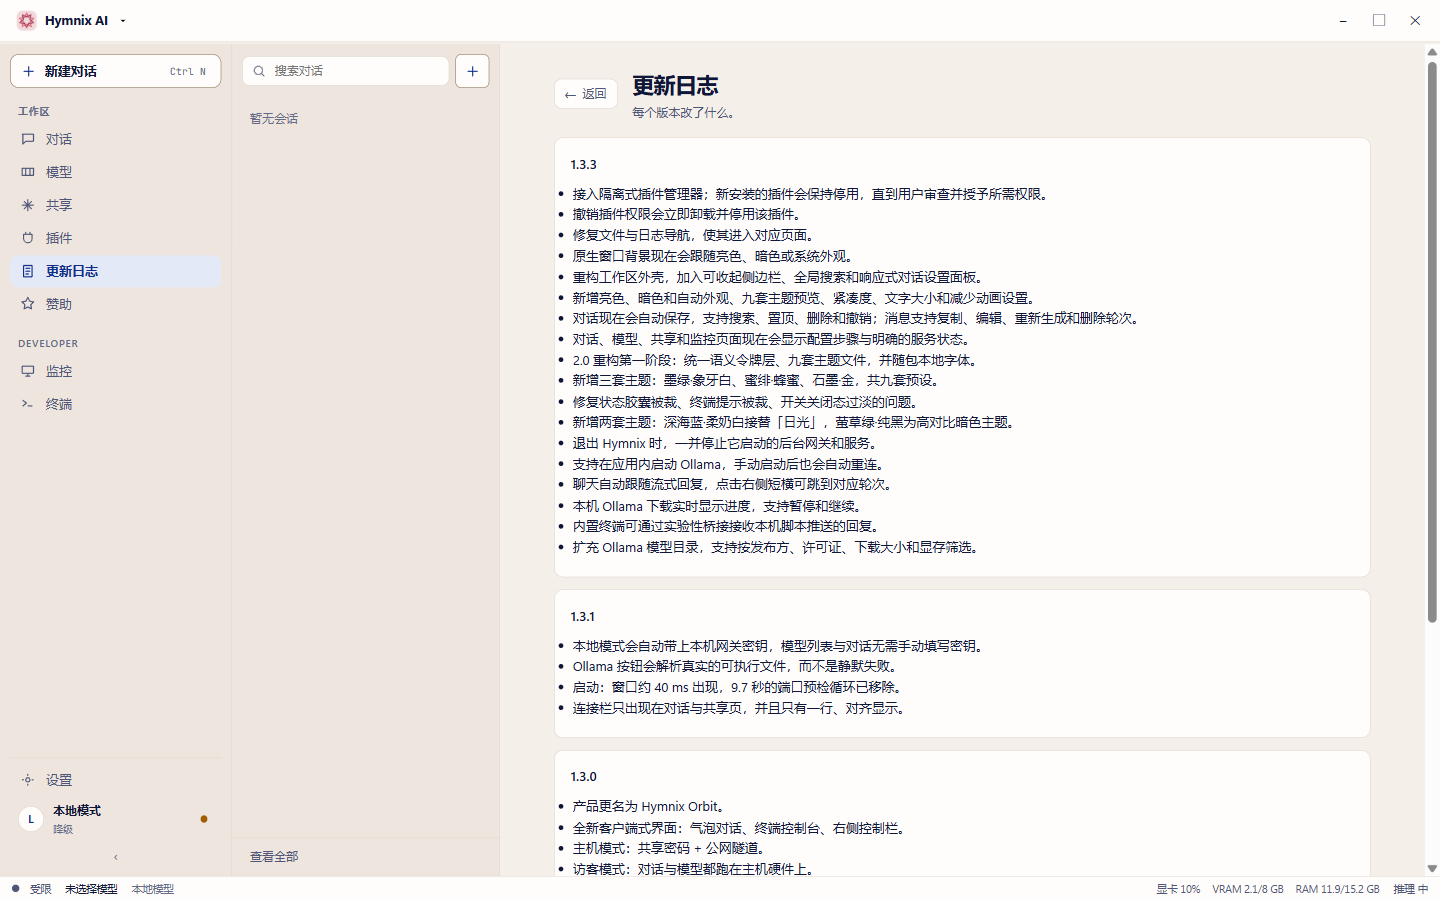 Hymnix AI
新建对话
Ctrl N
工作区
对话
模型
共享
插件
更新日志
赞助
DEVELOPER
监控
终端
设置
L
本地模式
降级
搜索对话
暂无会话
查看全部
← 返回
更新日志
每个版本改了什么。
1.3.3
• 接入隔离式插件管理器；新安装的插件会保持停用，直到用户审查并授予所需权限。
• 撤销插件权限会立即卸载并停用该插件。
• 修复文件与日志导航，使其进入对应页面。
• 原生窗口背景现在会跟随亮色、暗色或系统外观。
• 重构工作区外壳，加入可收起侧边栏、全局搜索和响应式对话设置面板。
• 新增亮色、暗色和自动外观、九套主题预览、紧凑度、文字大小和减少动画设置。
• 对话现在会自动保存，支持搜索、置顶、删除和撤销；消息支持复制、编辑、重新生成和删除轮次。
• 对话、模型、共享和监控页面现在会显示配置步骤与明确的服务状态。
• 2.0 重构第一阶段：统一语义令牌层、九套主题文件，并随包本地字体。
• 新增三套主题：墨绿·象牙白、蜜绯·蜂蜜、石墨·金，共九套预设。
• 修复状态胶囊被裁、终端提示被裁、开关关闭态过淡的问题。
• 新增两套主题：深海蓝·柔奶白接替「日光」，萤草绿·纯黑为高对比暗色主题。
• 退出 Hymnix 时，一并停止它启动的后台网关和服务。
• 支持在应用内启动 Ollama，手动启动后也会自动重连。
• 聊天自动跟随流式回复，点击右侧短横可跳到对应轮次。
• 本机 Ollama 下载实时显示进度，支持暂停和继续。
• 内置终端可通过实验性桥接接收本机脚本推送的回复。
• 扩充 Ollama 模型目录，支持按发布方、许可证、下载大小和显存筛选。
1.3.1
• 本地模式会自动带上本机网关密钥，模型列表与对话无需手动填写密钥。
• Ollama 按钮会解析真实的可执行文件，而不是静默失败。
• 启动：窗口约 40 ms 出现，9.7 秒的端口预检循环已移除。
• 连接栏只出现在对话与共享页，并且只有一行、对齐显示。
1.3.0
• 产品更名为 Hymnix Orbit。
• 全新客户端式界面：气泡对话、终端控制台、右侧控制栏。
• 主机模式：共享密码 + 公网隧道。
• 访客模式：对话与模型都跑在主机硬件上。
受限
未选择模型
本地模型
显卡 10%
VRAM 2.1/8 GB
RAM 11.9/15.2 GB
推理 中